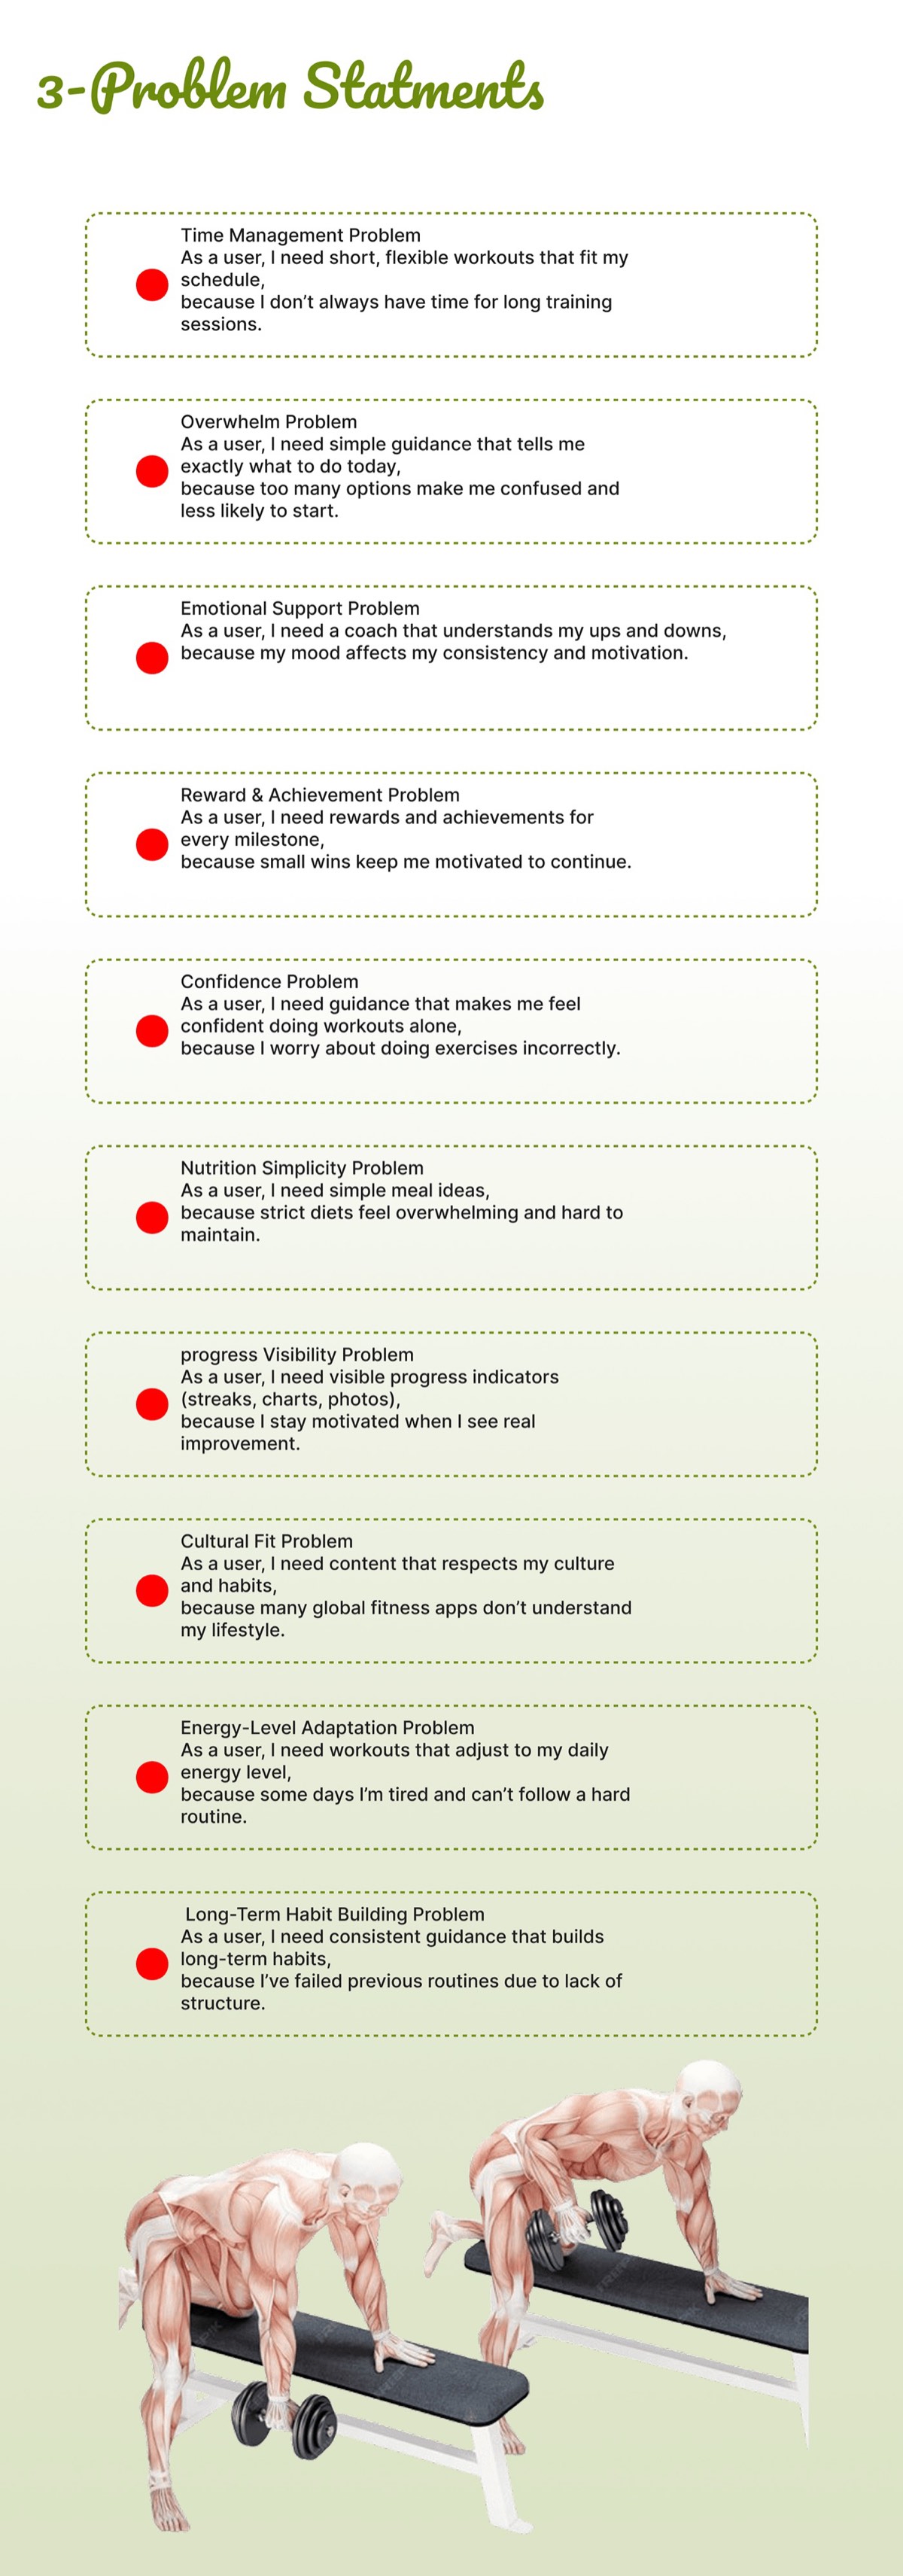 3-Problem Statments
Time Management Problem
As a user, I need short, flexible workouts that fit my
schedule,
because I don’t always have time for long training
sessions.
Overwhelm Problem
As a user, I need simple guidance that tells me
exactly what to do today,
because too many options make me confused and
less likely to start.
Emotional Support Problem
As a user, I need a coach that understands my ups and downs,
because my mood affects my consistency and motivation.
Reward & Achievement Problem
As a user, I need rewards and achievements for
every milestone,
because small wins keep me motivated to continue.
Confidence Problem
As a user, I need guidance that makes me feel
confident doing workouts alone,
because I worry about doing exercises incorrectly.
Nutrition Simplicity Problem
As a user, I need simple meal ideas,
because strict diets feel overwhelming and hard to
maintain.
progress Visibility Problem
As a user, I need visible progress indicators
(streaks, charts, photos),
because I stay motivated when I see real
improvement.
Cultural Fit Problem
As a user, I need content that respects my culture
and habits,
because many global fitness apps don’t understand
my lifestyle.
Energy-Level Adaptation Problem
As a user, I need workouts that adjust to my daily
energy level,
because some days I’m tired and can’t follow a hard
routine.
Long-Term Habit Building Problem
As a user, I need consistent guidance that builds
long-term habits,
because I’ve failed previous routines due to lack of
structure.